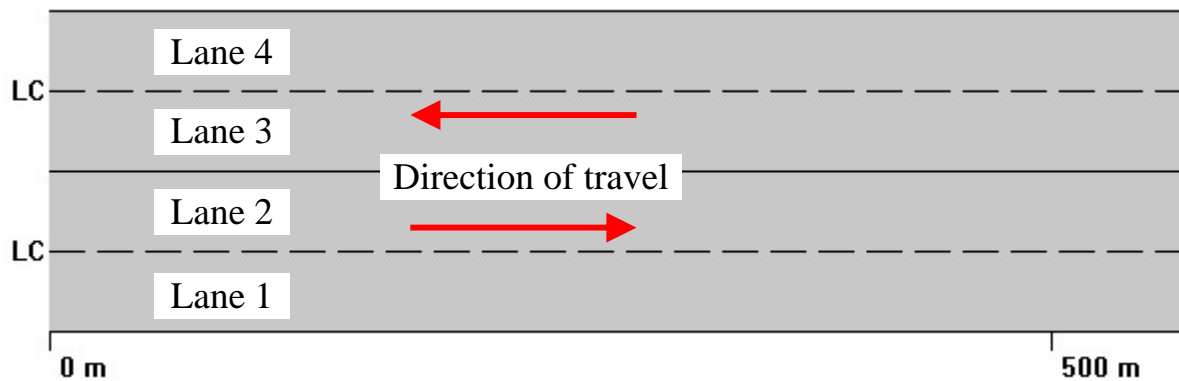 Lane 4
LC
Lane 3
Direction of travel
Lane 2
LC
Lane 1
0 m 500 m